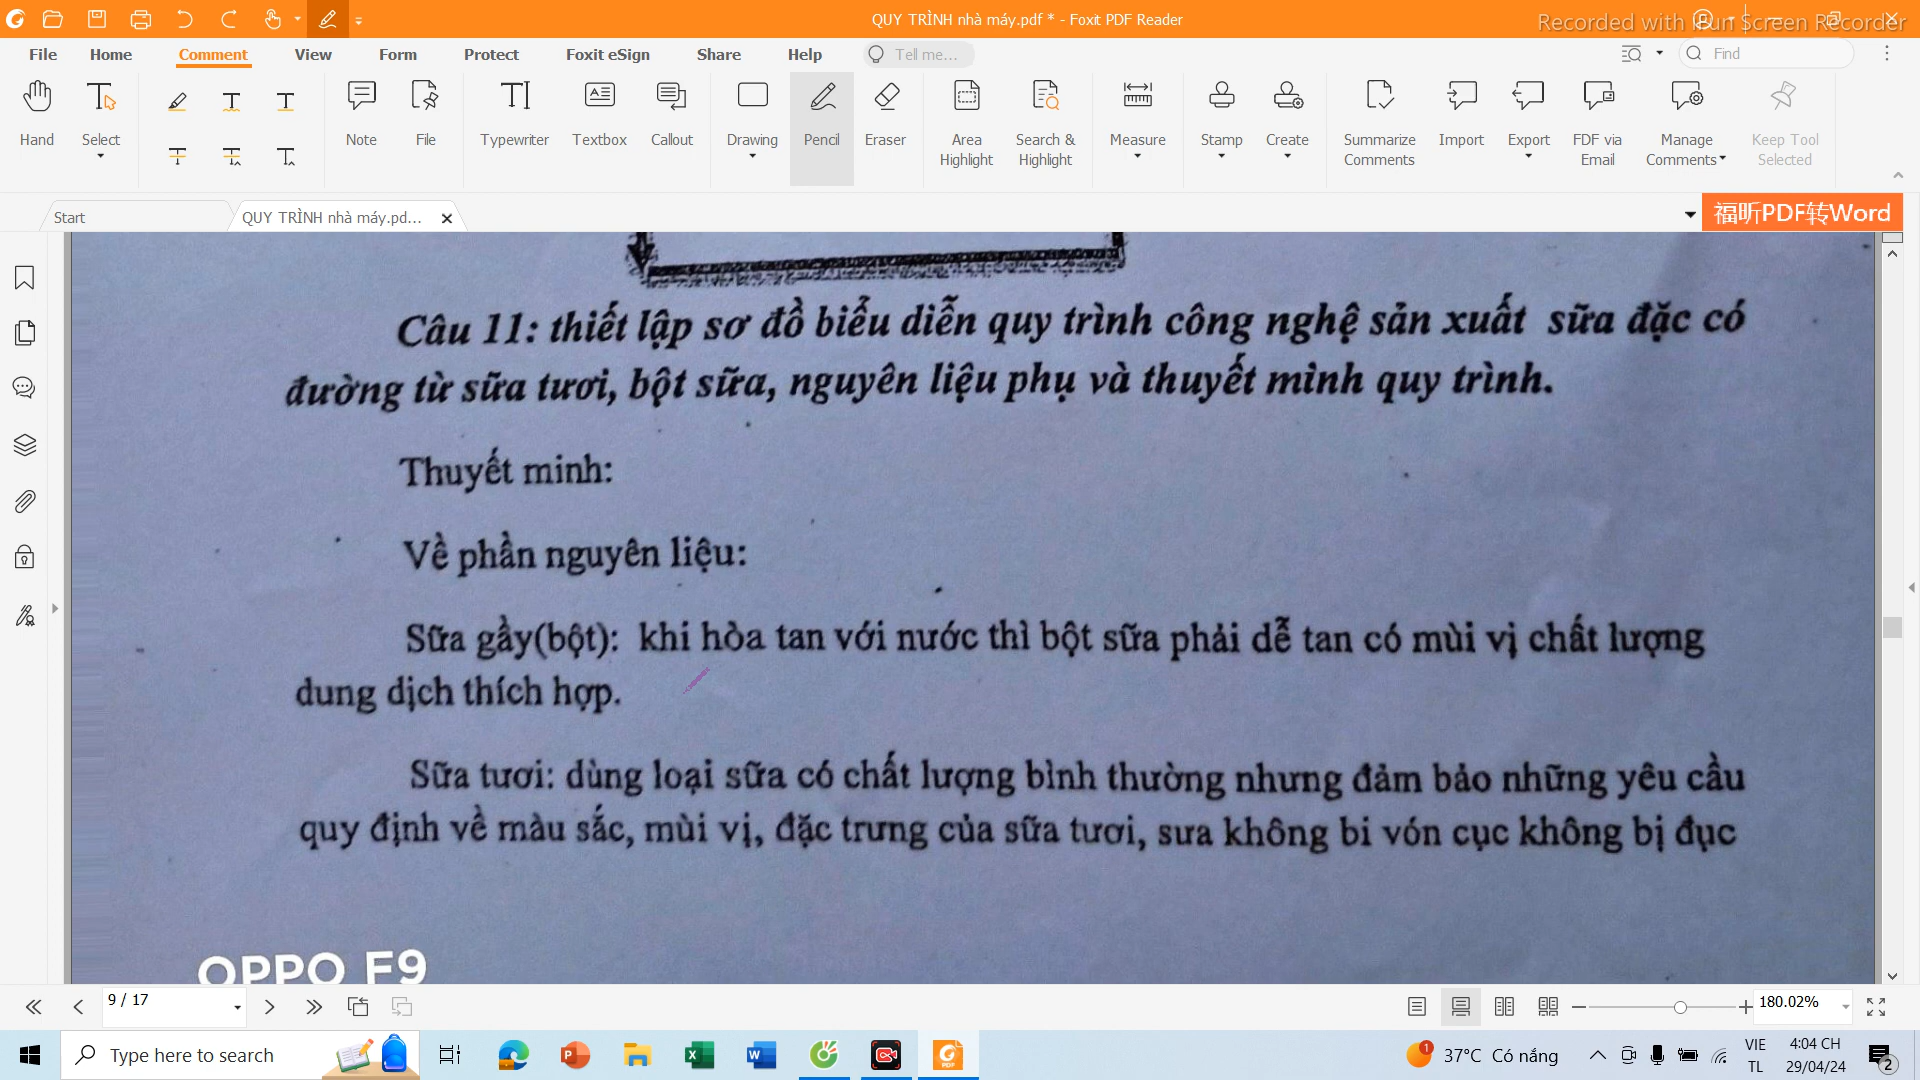 QUY TRÌNH nhà máy.pdf * - Foxit PDF Reader
Recorded with iFun Screen Recorder
File Home Comment View Form Protect Foxit eSign Share Help Tell me... Find
Hand Select Note File Typewriter Textbox Callout Drawing Pencil Eraser Area Highlight Search & Highlight Measure Stamp Create Summarize Comments Import Export FDF via Email Manage Comments Keep Tool Selected
Start QUY TRÌNH nhà máy.pd... 福昕PDF转Word
Câu 11: thiết lập sơ đồ biểu diễn quy trình công nghệ sản xuất sữa đặc có
đường từ sữa tươi, bột sữa, nguyên liệu phụ và thuyết minh quy trình.
Thuyết minh:
Về phần nguyên liệu:
Sữa gầy(bột): khi hòa tan với nước thì bột sữa phải dễ tan có mùi vị chất lượng
dung dịch thích hợp.
Sữa tươi: dùng loại sữa có chất lượng bình thường nhưng đảm bảo những yêu cầu
quy định về màu sắc, mùi vị, đặc trưng của sữa tươi, sưa không bi vón cục không bị đục
OPPO F9
9 / 17 180.02%
Type here to search 1 37°C Có nắng VIE 4:04 CH
TL 29/04/24 2